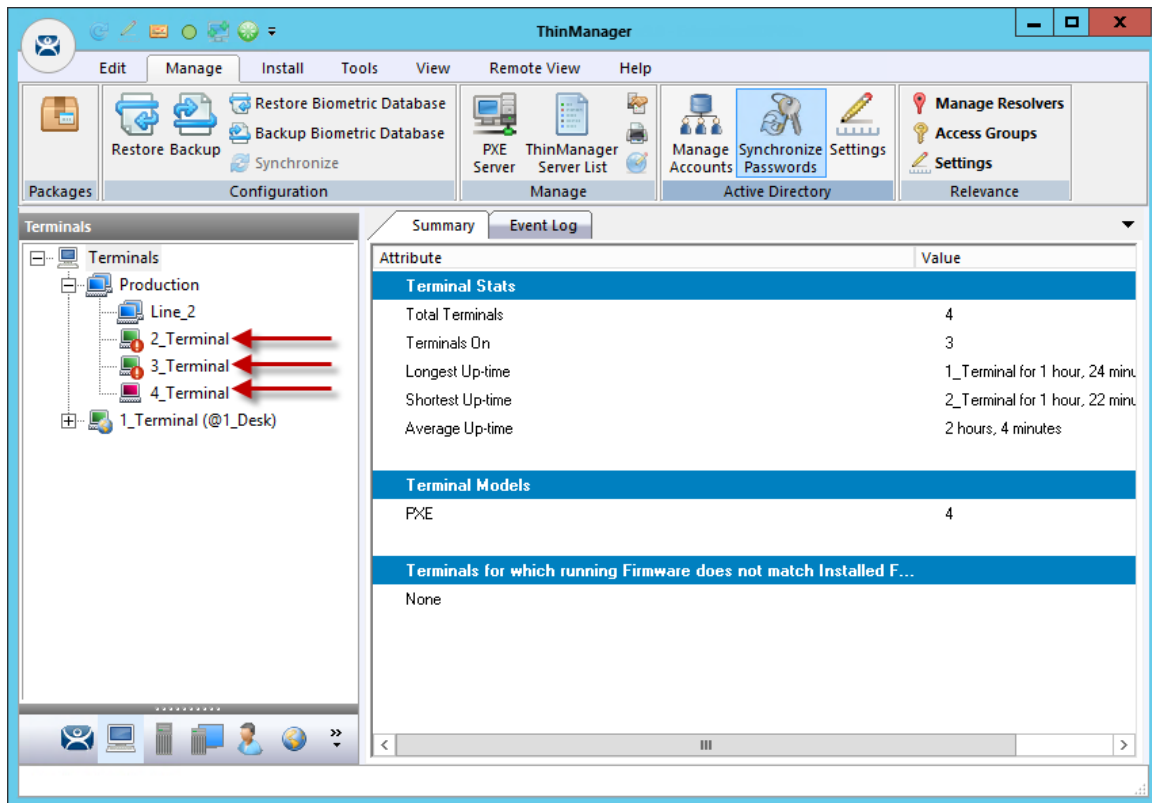 ThinManager
Edit Manage Install Tools View Remote View Help
Restore Backup
Restore Biometric Database
Backup Biometric Database
Synchronize
PXE Server
ThinManager Server List
Manage Accounts
Synchronize Passwords
Settings
Manage Resolvers
Access Groups
Settings
Packages Configuration Manage Active Directory Relevance
Terminals
Summary Event Log
Terminals
Production
Line_2
2_Terminal
3_Terminal
4_Terminal
1_Terminal (@1_Desk)
Attribute Value
Terminal Stats
Total Terminals 4
Terminals On 3
Longest Up-time 1_Terminal for 1 hour, 24 minu
Shortest Up-time 2_Terminal for 1 hour, 22 minu
Average Up-time 2 hours, 4 minutes
Terminal Models
PXE 4
Terminals for which running Firmware does not match Installed F...
None